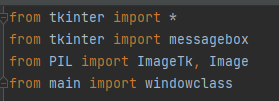 from tkinter import *
from tkinter import messagebox
from PIL import ImageTk, Image
from main import windowclass